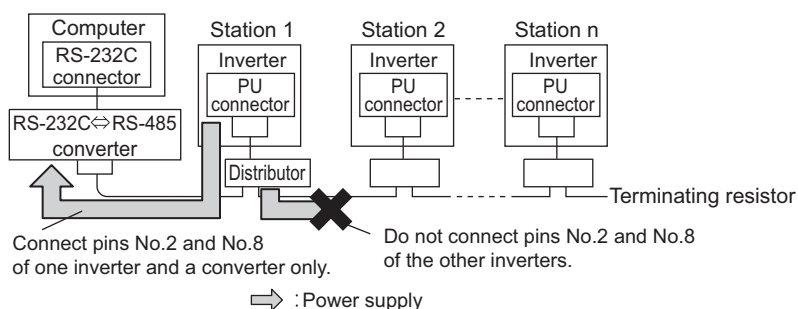 Computer
RS-232C
connector
RS-232C⇔RS-485
converter
Station 1
Inverter
PU
connector
Distributor
Station 2
Inverter
PU
connector
Station n
Inverter
PU
connector
Terminating resistor
Connect pins No.2 and No.8
of one inverter and a converter only.
Do not connect pins No.2 and No.8
of the other inverters.
: Power supply